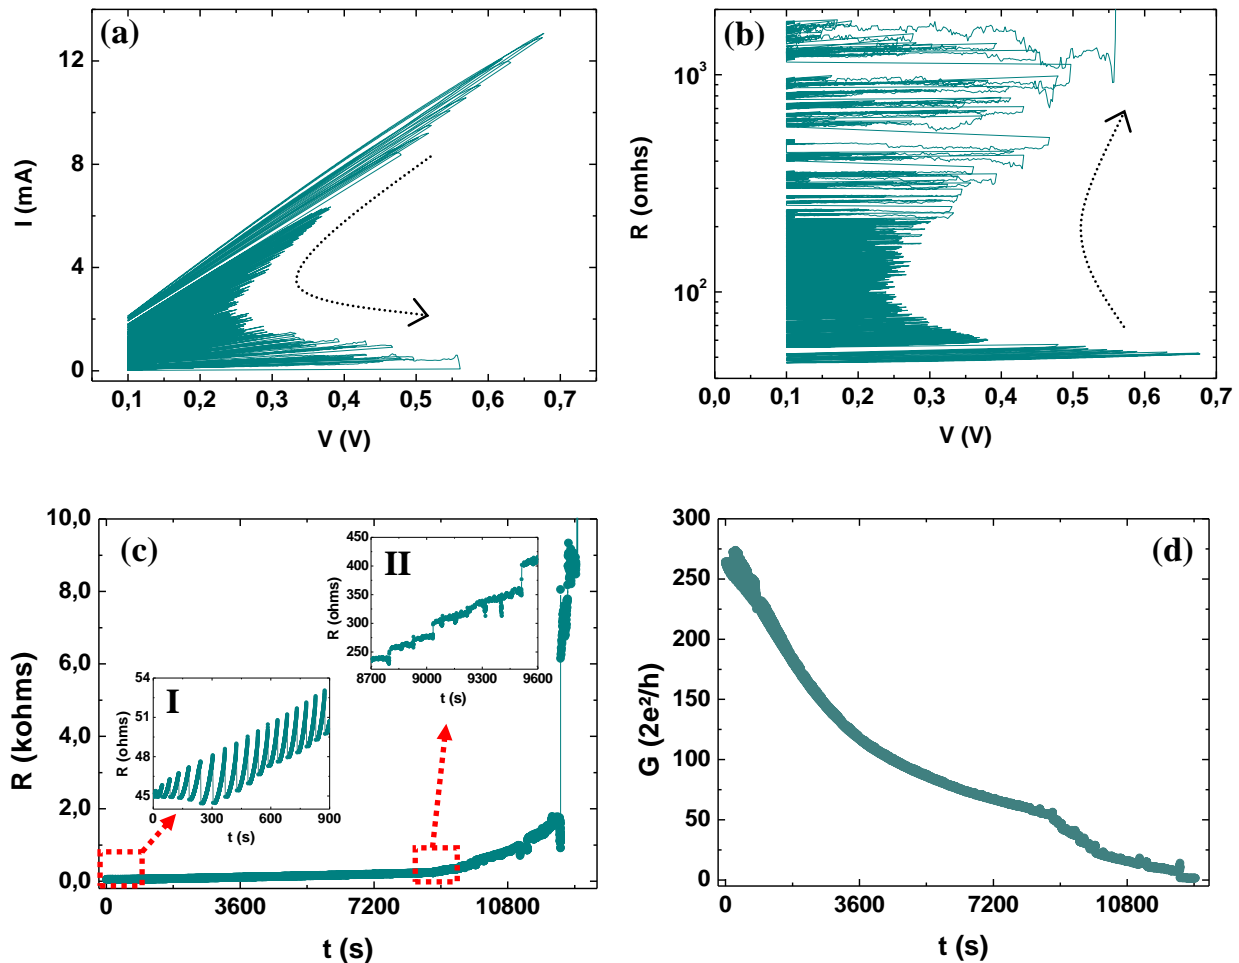 (a)
I (mA)
12
8
4
0
0,1 0,2 0,3 0,4 0,5 0,6 0,7
V (V)
(b)
R (omhs)
10³
10²
0,0 0,1 0,2 0,3 0,4 0,5 0,6 0,7
V (V)
(c)
R (kohms)
10,0
8,0
6,0
4,0
2,0
0,0
0 3600 7200 10800
t (s)
I
R (ohms)
54
51
48
45
0 300 600 900
t (s)
II
R (ohms)
450
400
350
300
250
8700 9000 9300 9600
t (s)
(d)
G (2e²/h)
300
250
200
150
100
50
0
0 3600 7200 10800
t (s)